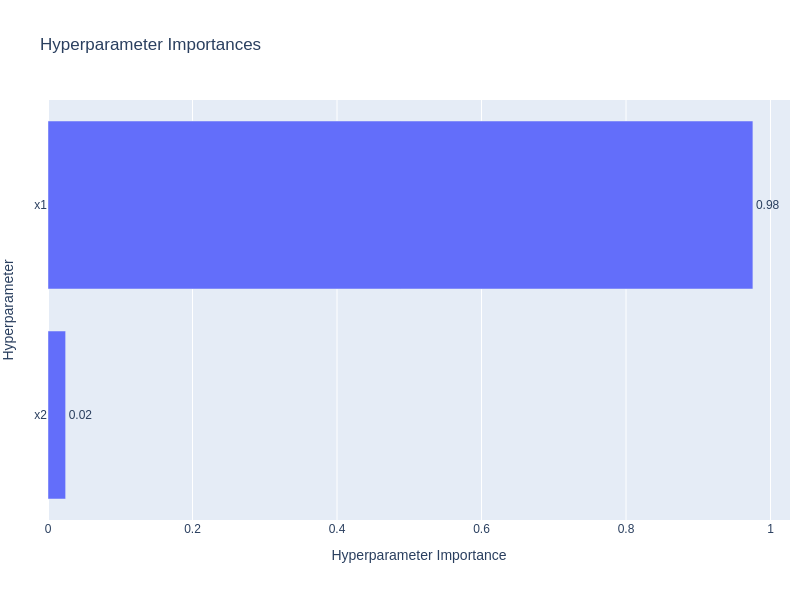 Hyperparameter Importances
Hyperparameter
x1
0.98
x2
0.02
0 0.2 0.4 0.6 0.8 1
Hyperparameter Importance